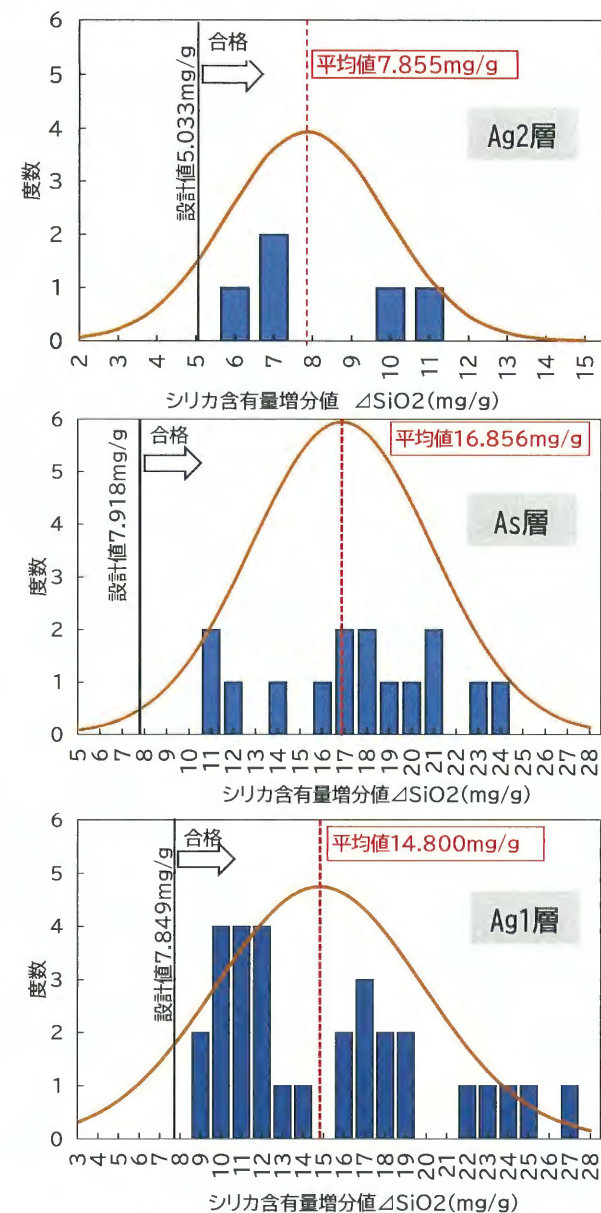 合格
平均値7.855mg/g
Ag2層
設計値5.033mg/g
度数
6
5
4
3
2
1
0
2 3 4 5 6 7 8 9 10 11 12 13 14 15
シリカ含有量増分値 ⊿SiO2(mg/g)
合格
平均値16.856mg/g
As層
設計値7.918mg/g
度数
6
5
4
3
2
1
0
5 6 7 8 9 10 11 12 13 14 15 16 17 18 19 20 21 22 23 24 25 26 27 28
シリカ含有量増分値⊿SiO2(mg/g)
合格
平均値14.800mg/g
Ag1層
設計値7.849mg/g
度数
6
5
4
3
2
1
0
3 4 5 6 7 8 9 10 11 12 13 14 15 16 17 18 19 20 21 22 23 24 25 26 27 28
シリカ含有量増分値⊿SiO2(mg/g)